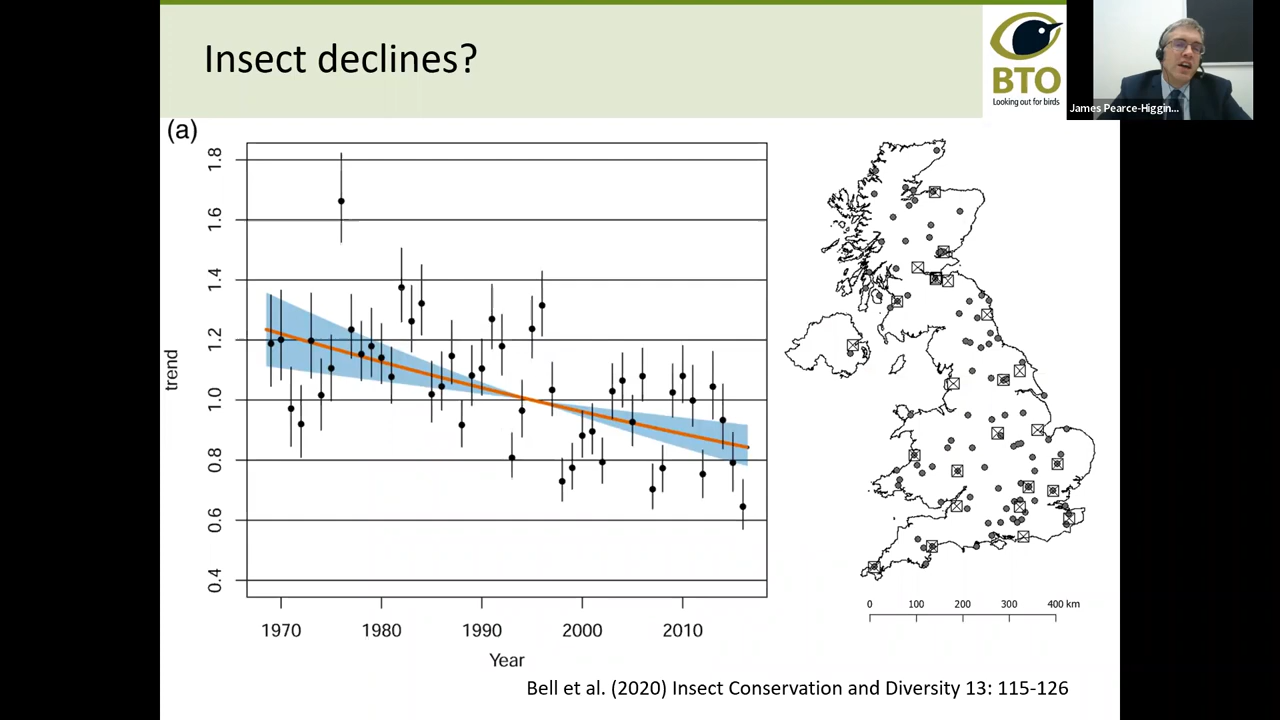 Insect declines?
BTO
Looking out for birds
James Pearce-Higgin...
(a)
1.8
1.6
1.4
1.2
1.0
0.8
0.6
0.4
trend
1970 1980 1990 2000 2010
Year
0 100 200 300 400 km
Bell et al. (2020) Insect Conservation and Diversity 13: 115-126